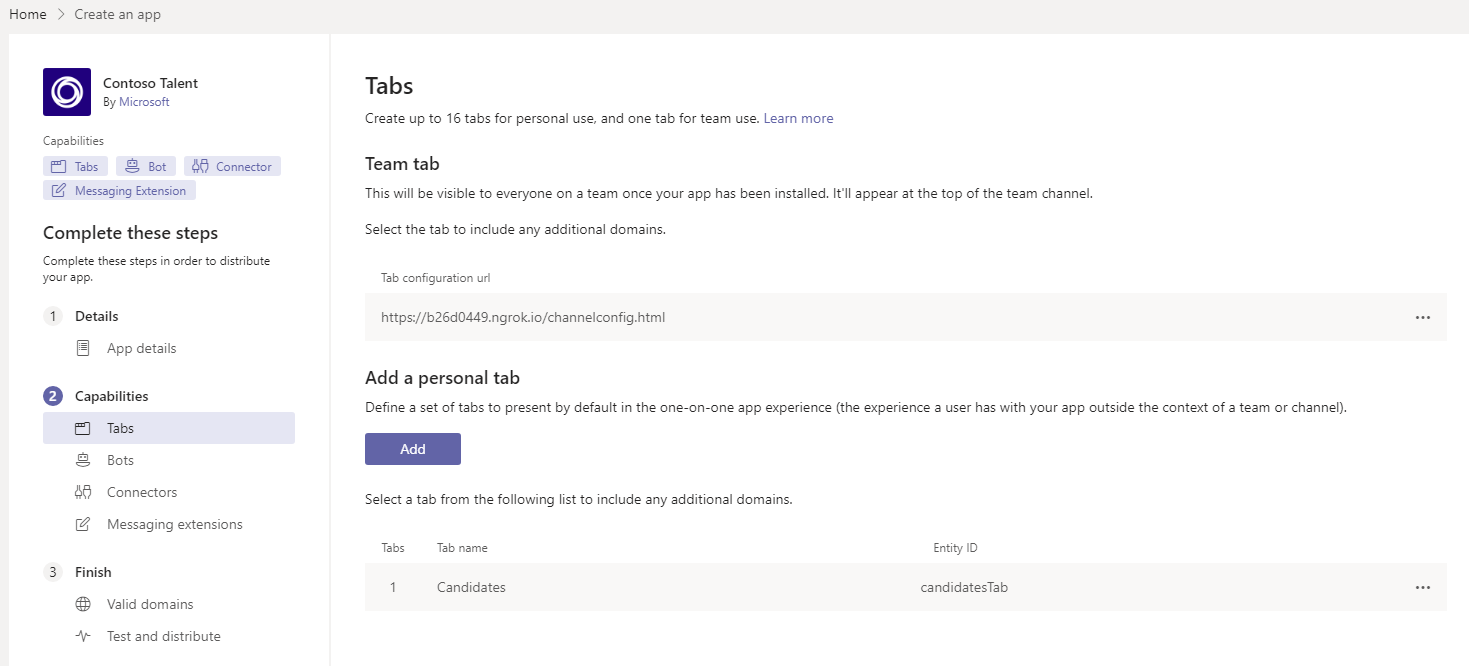 Home > Create an app
Contoso Talent
By Microsoft
Capabilities
Tabs Bot Connector
Messaging Extension
Complete these steps
Complete these steps in order to distribute
your app.
1 Details
App details
2 Capabilities
Tabs
Bots
Connectors
Messaging extensions
3 Finish
Valid domains
Test and distribute
Tabs
Create up to 16 tabs for personal use, and one tab for team use. Learn more
Team tab
This will be visible to everyone on a team once your app has been installed. It'll appear at the top of the team channel.
Select the tab to include any additional domains.
Tab configuration url
https://b26d0449.ngrok.io/channelconfig.html ...
Add a personal tab
Define a set of tabs to present by default in the one-on-one app experience (the experience a user has with your app outside the context of a team or channel).
Add
Select a tab from the following list to include any additional domains.
Tabs Tab name Entity ID
1 Candidates candidatesTab ...